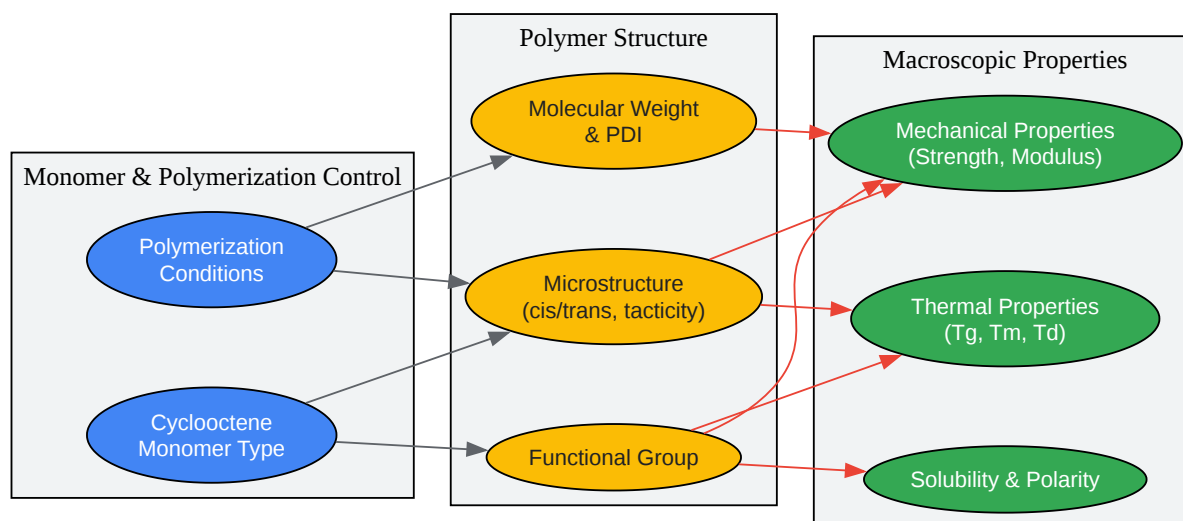 Monomer & Polymerization Control
Polymerization
Conditions
Cyclooctene
Monomer Type
Polymer Structure
Molecular Weight
& PDI
Microstructure
(cis/trans, tacticity)
Functional Group
Macroscopic Properties
Mechanical Properties
(Strength, Modulus)
Thermal Properties
(Tg, Tm, Td)
Solubility & Polarity